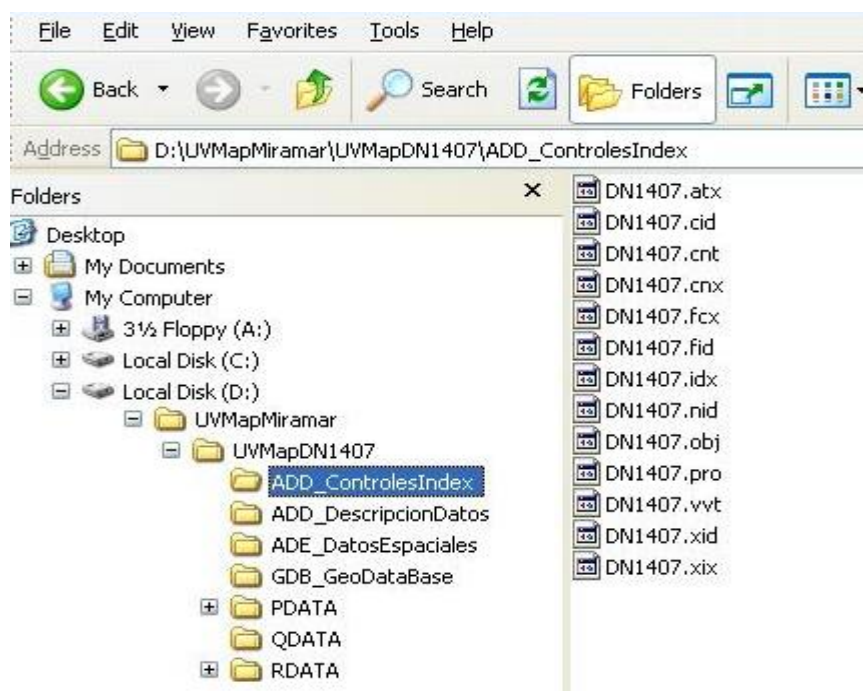 File Edit View Favorites Tools Help
Back Search Folders
Address D:\UVMapMiramar\UVMapDN1407\ADD_ControlesIndex
Folders
Desktop
My Documents
My Computer
3½ Floppy (A:)
Local Disk (C:)
Local Disk (D:)
UVMapMiramar
UVMapDN1407
ADD_ControlesIndex
ADD_DescripcionDatos
ADE_DatosEspaciales
GDB_GeoDataBase
PDATA
QDATA
RDATA
DN1407.atx
DN1407.cid
DN1407.cnt
DN1407.cnx
DN1407.fcx
DN1407.fid
DN1407.idx
DN1407.nid
DN1407.obj
DN1407.pro
DN1407.vvt
DN1407.xid
DN1407.xix